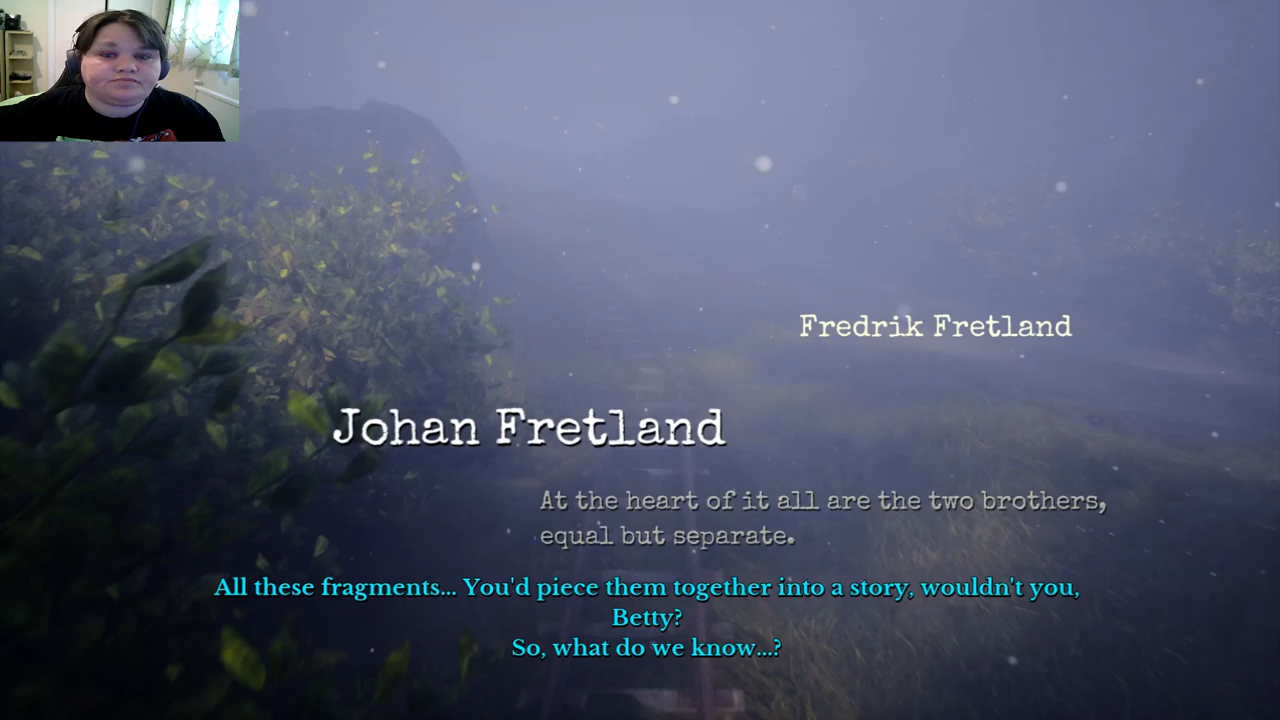 Fredrik Fretland
Johan Fretland
At the heart of it all are the two brothers,
equal but separate.
All these fragments... You'd piece them together into a story, wouldn't you,
Betty?
So, what do we know...?